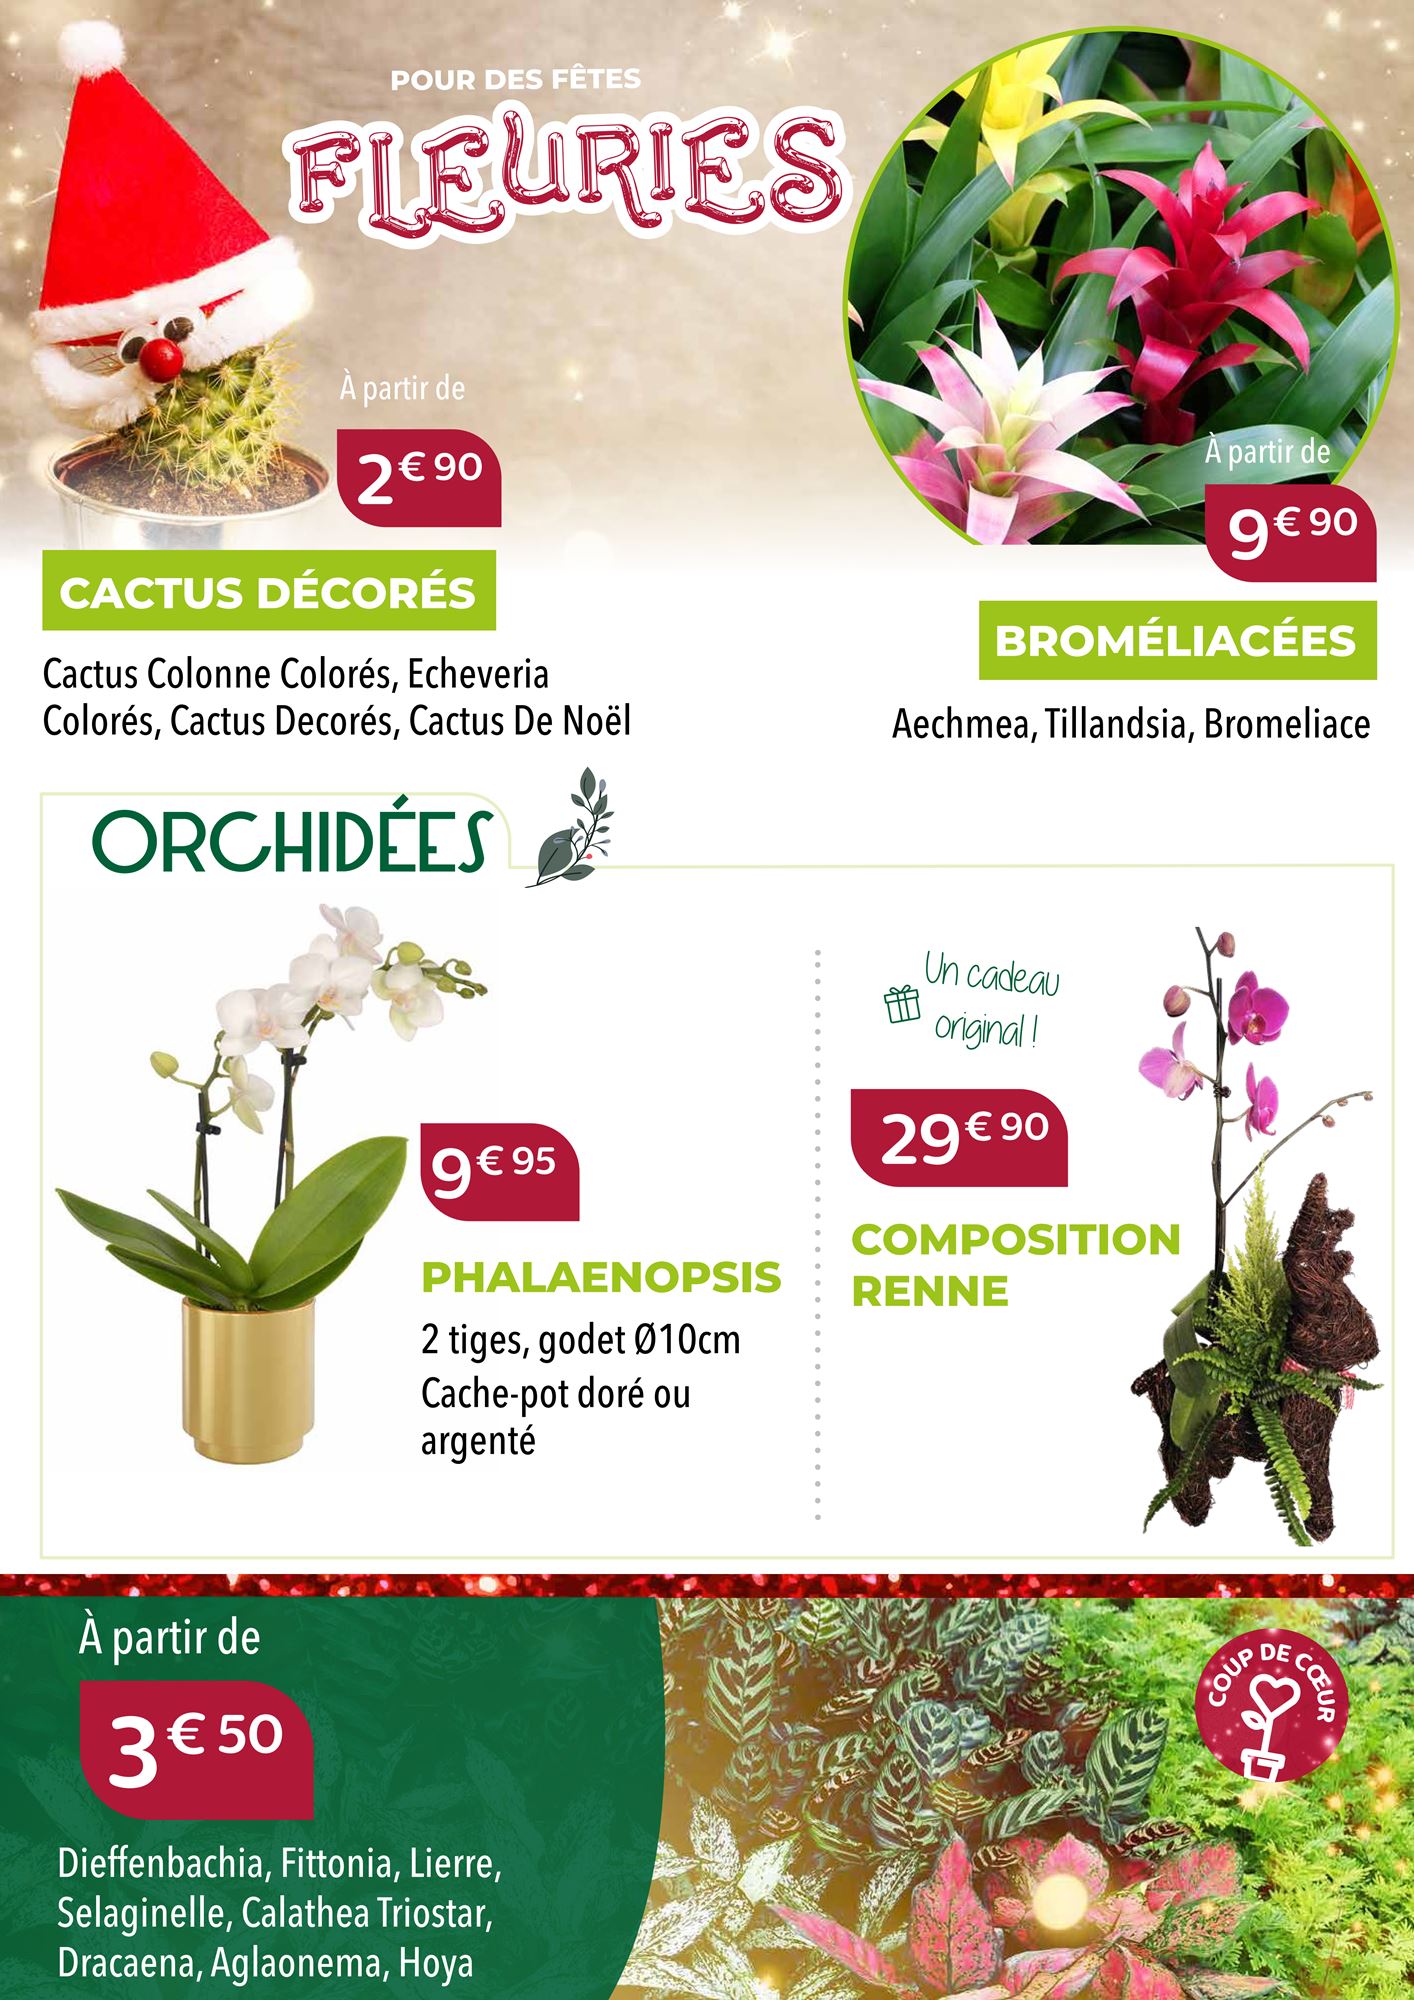 POUR DES FÊTES
FLEURIES
À partir de
2€90
CACTUS DÉCORÉS
Cactus Colonne Colorés, Echeveria
Colorés, Cactus Decorés, Cactus De Noël
À partir de
9€90
BROMÉLIACÉES
Aechmea, Tillandsia, Bromeliace
ORCHIDÉES
9€95
PHALAENOPSIS
2 tiges, godet Ø10cm
Cache-pot doré ou
argenté
Un cadeau
original !
29€90
COMPOSITION
RENNE
À partir de
3€50
Dieffenbachia, Fittonia, Lierre,
Selaginelle, Calathea Triostar,
Dracaena, Aglaonema, Hoya
COUP DE CŒUR